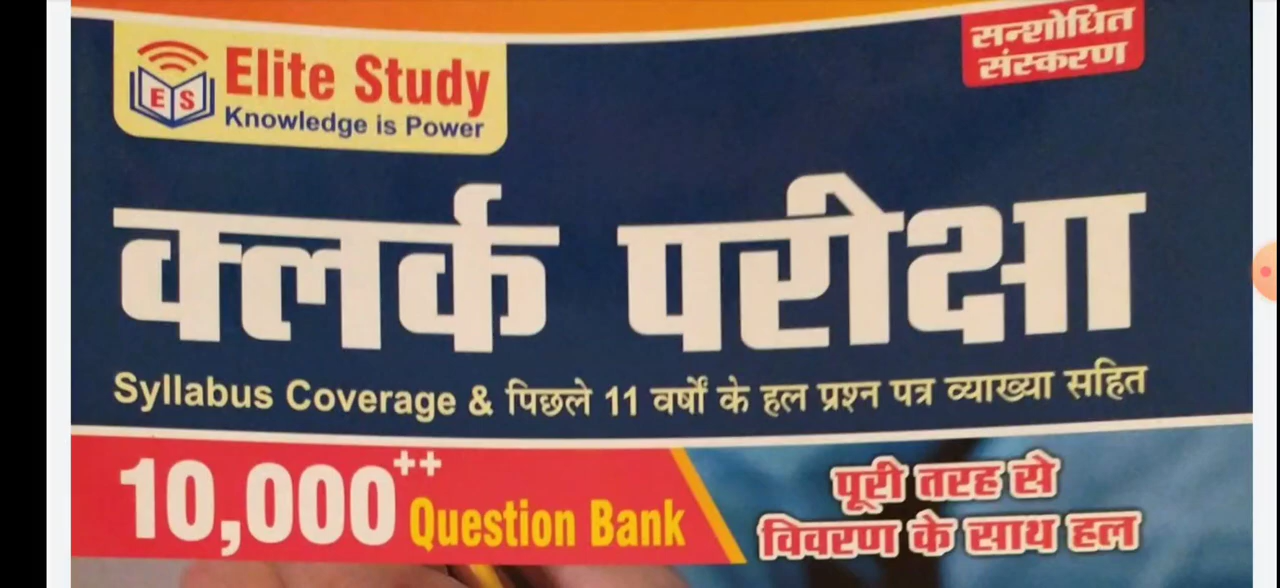 ES
Elite Study
Knowledge is Power
सन्शोधित
संस्करण
क्लर्क परीक्षा
Syllabus Coverage & पिछले 11 वर्षों के हल प्रश्न पत्र व्याख्या सहित
10,000++ Question Bank
पूरी तरह से
विवरण के साथ हल